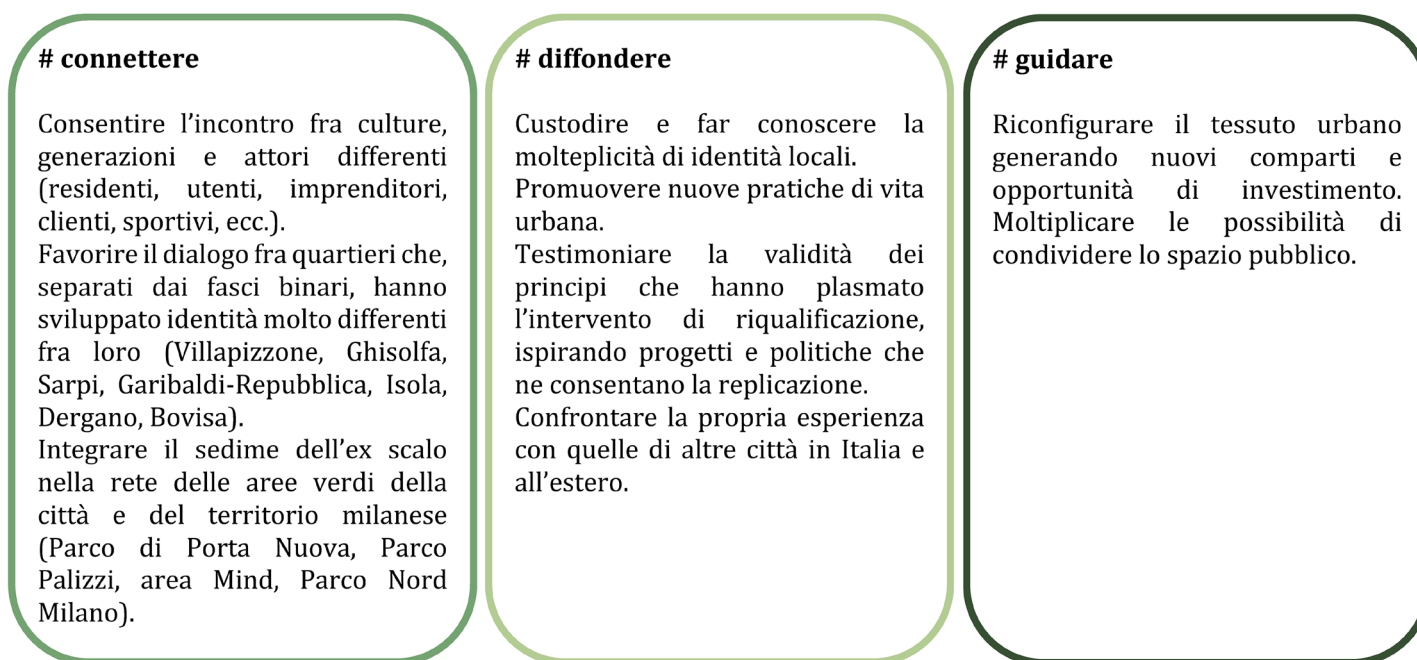 # connettere
Consentire l’incontro fra culture,
generazioni e attori differenti
(residenti, utenti, imprenditori,
clienti, sportivi, ecc.).
Favorire il dialogo fra quartieri che,
separati dai fasci binari, hanno
sviluppato identità molto differenti
fra loro (Villapizzone, Ghisolfa,
Sarpi, Garibaldi-Repubblica, Isola,
Dergano, Bovisa).
Integrare il sedime dell’ex scalo
nella rete delle aree verdi della
città e del territorio milanese
(Parco di Porta Nuova, Parco
Palizzi, area Mind, Parco Nord
Milano).
# diffondere
Custodire e far conoscere la
molteplicità di identità locali.
Promuovere nuove pratiche di vita
urbana.
Testimoniare la validità dei
principi che hanno plasmato
l’intervento di riqualificazione,
ispirando progetti e politiche che
ne consentano la replicazione.
Confrontare la propria esperienza
con quelle di altre città in Italia e
all’estero.
# guidare
Riconfigurare il tessuto urbano
generando nuovi comparti e
opportunità di investimento.
Moltiplicare le possibilità di
condividere lo spazio pubblico.